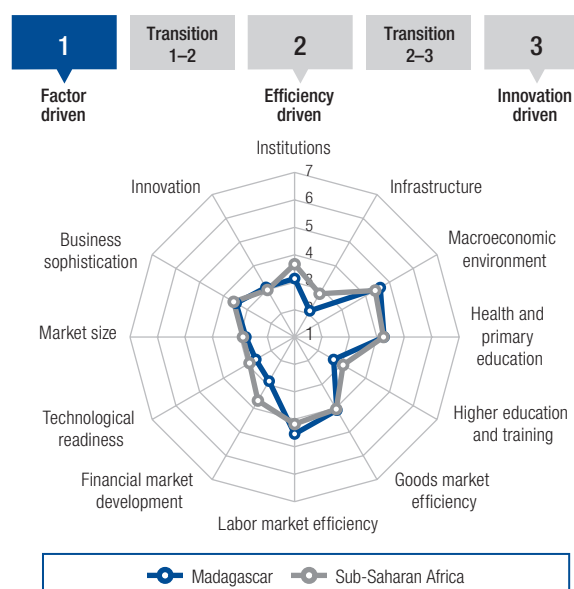 1
Transition
1–2
2
Transition
2–3
3
Factor
driven
Efficiency
driven
Innovation
driven
Institutions
7
6
5
4
3
2
1
Infrastructure
Macroeconomic
environment
Health and
primary
education
Higher education
and training
Goods market
efficiency
Labor market efficiency
Financial market
development
Technological
readiness
Market size
Business
sophistication
Innovation
Madagascar
Sub-Saharan Africa